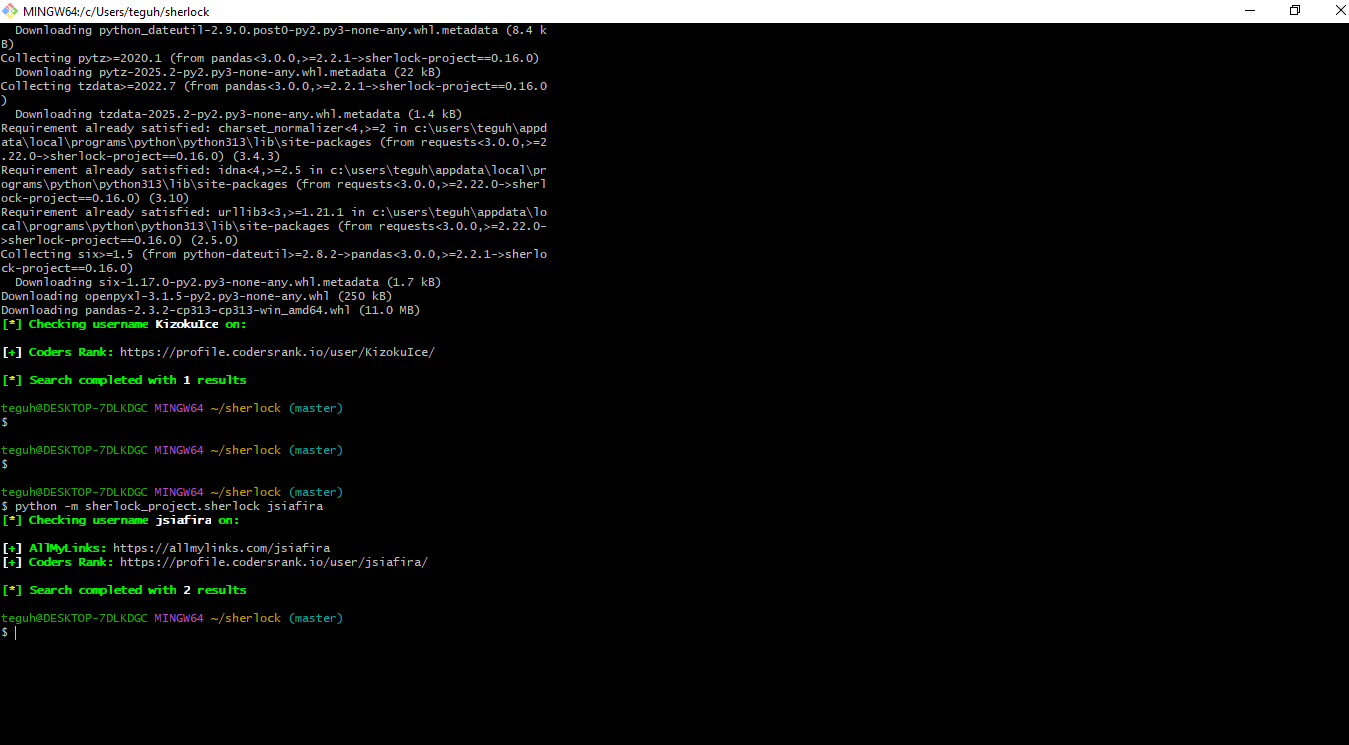 MINGW64:/c/Users/teguh/sherlock
  Downloading python_dateutil-2.9.0.post0-py2.py3-none-any.whl.metadata (8.4 k
B)
Collecting pytz>=2020.1 (from pandas<3.0.0,>=2.2.1->sherlock-project==0.16.0)
  Downloading pytz-2025.2-py2.py3-none-any.whl.metadata (22 kB)
Collecting tzdata>=2022.7 (from pandas<3.0.0,>=2.2.1->sherlock-project==0.16.0
)
  Downloading tzdata-2025.2-py2.py3-none-any.whl.metadata (1.4 kB)
Requirement already satisfied: charset_normalizer<4,>=2 in c:\users\teguh\appd
ata\local\programs\python\python313\lib\site-packages (from requests<3.0.0,>=2
.22.0->sherlock-project==0.16.0) (3.4.3)
Requirement already satisfied: idna<4,>=2.5 in c:\users\teguh\appdata\local\pr
ograms\python\python313\lib\site-packages (from requests<3.0.0,>=2.22.0->sherl
ock-project==0.16.0) (3.10)
Requirement already satisfied: urllib3<3,>=1.21.1 in c:\users\teguh\appdata\lo
cal\programs\python\python313\lib\site-packages (from requests<3.0.0,>=2.22.0-
>sherlock-project==0.16.0) (2.5.0)
Collecting six>=1.5 (from python-dateutil>=2.8.2->pandas<3.0.0,>=2.2.1->sherlo
ck-project==0.16.0)
  Downloading six-1.17.0-py2.py3-none-any.whl.metadata (1.7 kB)
Downloading openpyxl-3.1.5-py2.py3-none-any.whl (250 kB)
Downloading pandas-2.3.2-cp313-cp313-win_amd64.whl (11.0 MB)
[*] Checking username KizokuIce on:
[+] Coders Rank: https://profile.codersrank.io/user/KizokuIce/
[*] Search completed with 1 results
teguh@DESKTOP-7DLKDGC MINGW64 ~/sherlock (master)
$
teguh@DESKTOP-7DLKDGC MINGW64 ~/sherlock (master)
$
teguh@DESKTOP-7DLKDGC MINGW64 ~/sherlock (master)
$ python -m sherlock_project.sherlock jsiafira
[*] Checking username jsiafira on:
[+] AllMyLinks: https://allmylinks.com/jsiafira
[+] Coders Rank: https://profile.codersrank.io/user/jsiafira/
[*] Search completed with 2 results
teguh@DESKTOP-7DLKDGC MINGW64 ~/sherlock (master)
$